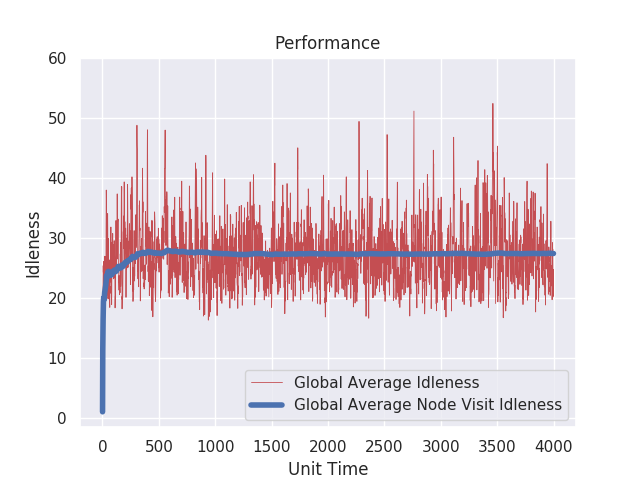 Performance
Idleness
60
50
40
30
20
10
0
0 500 1000 1500 2000 2500 3000 3500 4000
Unit Time
Global Average Idleness
Global Average Node Visit Idleness